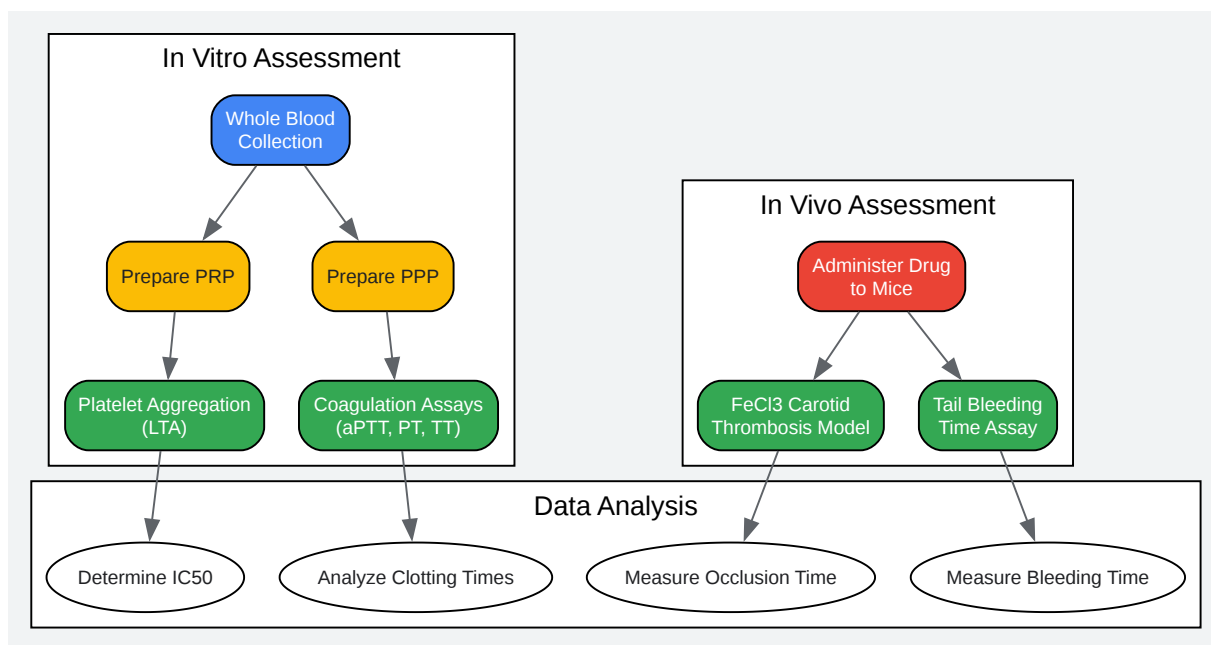 In Vitro Assessment
Whole Blood
Collection
Prepare PRP
Prepare PPP
Platelet Aggregation
(LTA)
Coagulation Assays
(aPTT, PT, TT)
In Vivo Assessment
Administer Drug
to Mice
FeCl3 Carotid
Thrombosis Model
Tail Bleeding
Time Assay
Data Analysis
Determine IC50
Analyze Clotting Times
Measure Occlusion Time
Measure Bleeding Time